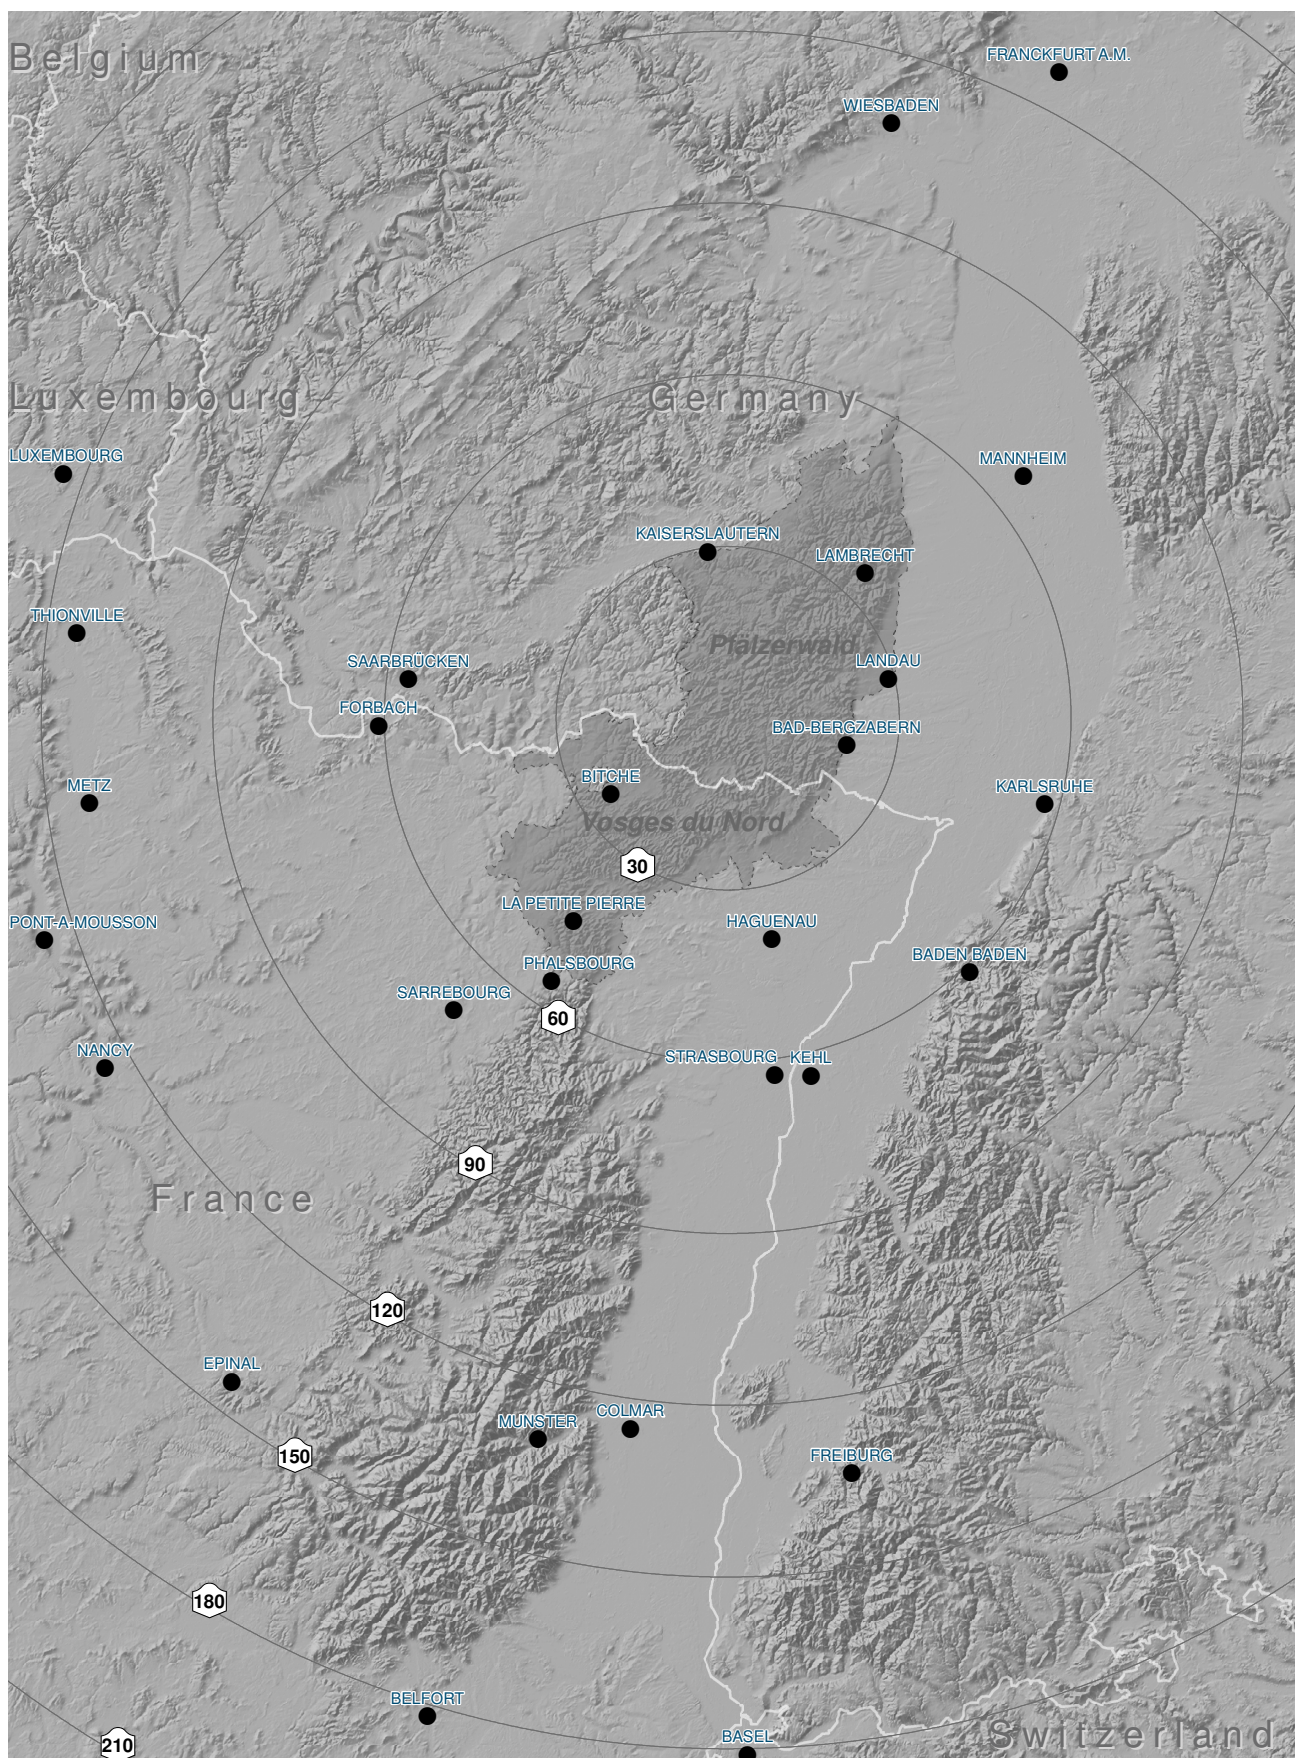 Belgium
FRANCKFURT A.M.
WIESBADEN
Luxembourg
Germany
LUXEMBOURG
MANNHEIM
KAISERSLAUTERN
LAMBRECHT
THIONVILLE
Pfälzerwald
SAARBRÜCKEN
LANDAU
FORBACH
BAD-BERGZABERN
METZ
BITCHE
KARLSRUHE
Vosges du Nord
30
LA PETITE PIERRE
PONT-A-MOUSSON
HAGUENAU
BADEN BADEN
PHALSBOURG
SARREBOURG
60
NANCY
STRASBOURG
KEHL
90
France
120
EPINAL
COLMAR
MUNSTER
150
FREIBURG
180
BELFORT
BASEL
Switzerland
210